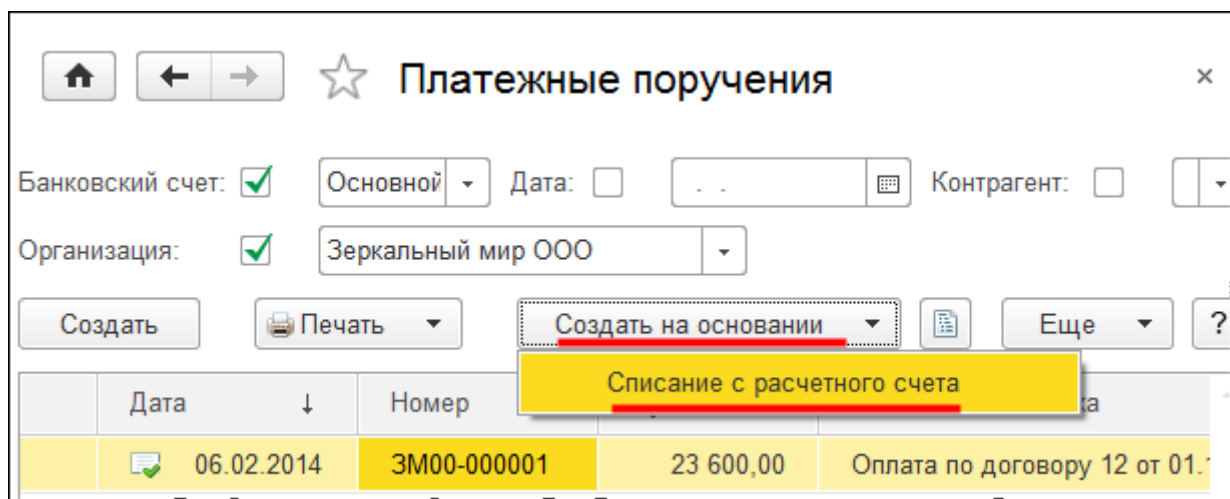 Платежные поручения
Банковский счет: Основной Дата: . . Контрагент:
Организация: Зеркальный мир ООО
Создать Печать Создать на основании Еще ?
Списание с расчетного счета
Дата ↓ Номер
06.02.2014 ЗМ00-000001 23 600,00 Оплата по договору 12 от 01.